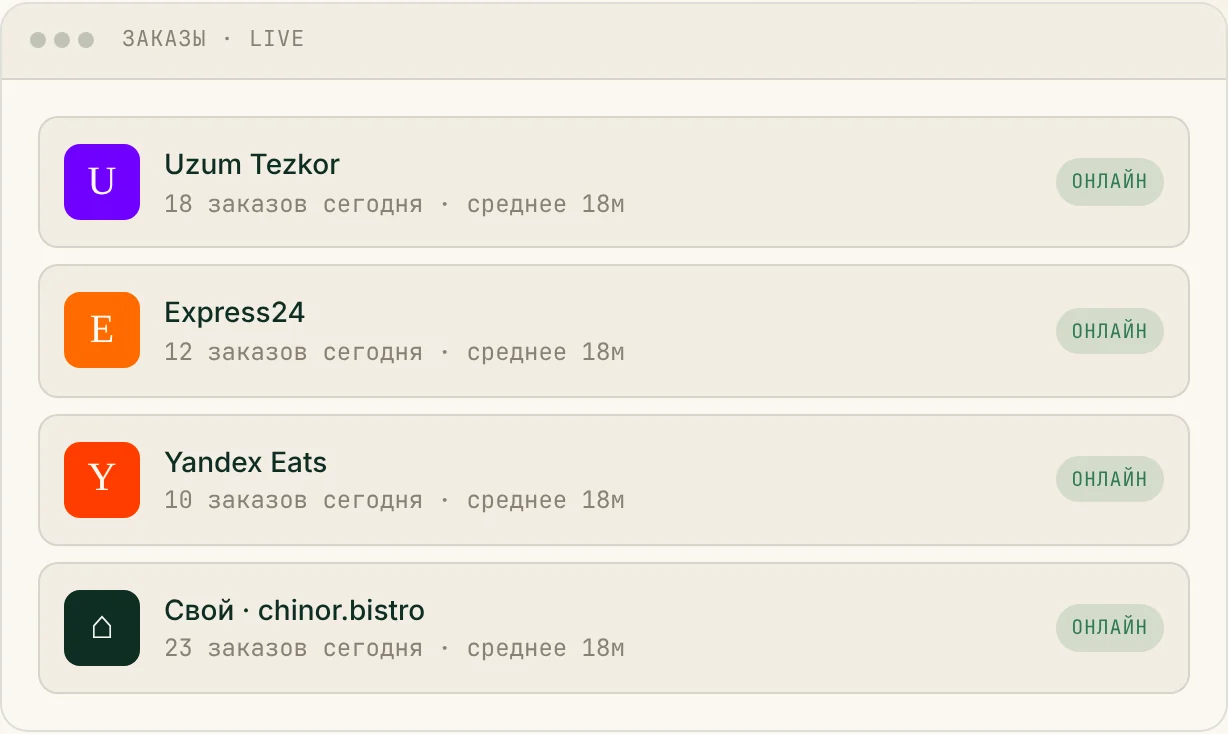 ЗАКАЗЫ · LIVE
U
Uzum Tezkor
18 заказов сегодня · среднее 18м
ОНЛАЙН
E
Express24
12 заказов сегодня · среднее 18м
ОНЛАЙН
Y
Yandex Eats
10 заказов сегодня · среднее 18м
ОНЛАЙН
Свой · chinor.bistro
23 заказов сегодня · среднее 18м
ОНЛАЙН